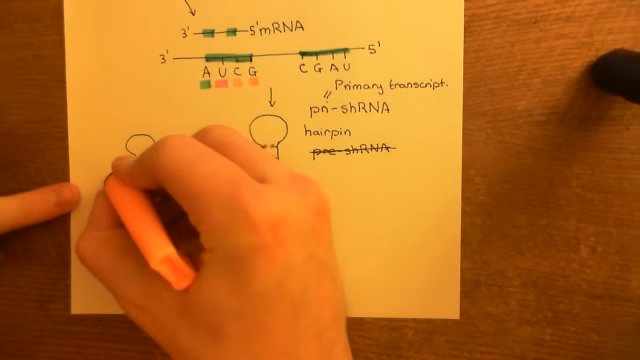 3' 5' mRNA
3' 5'
A U C G C G A U
Primary transcript.
pri-shRNA
hairpin
pre-shRNA